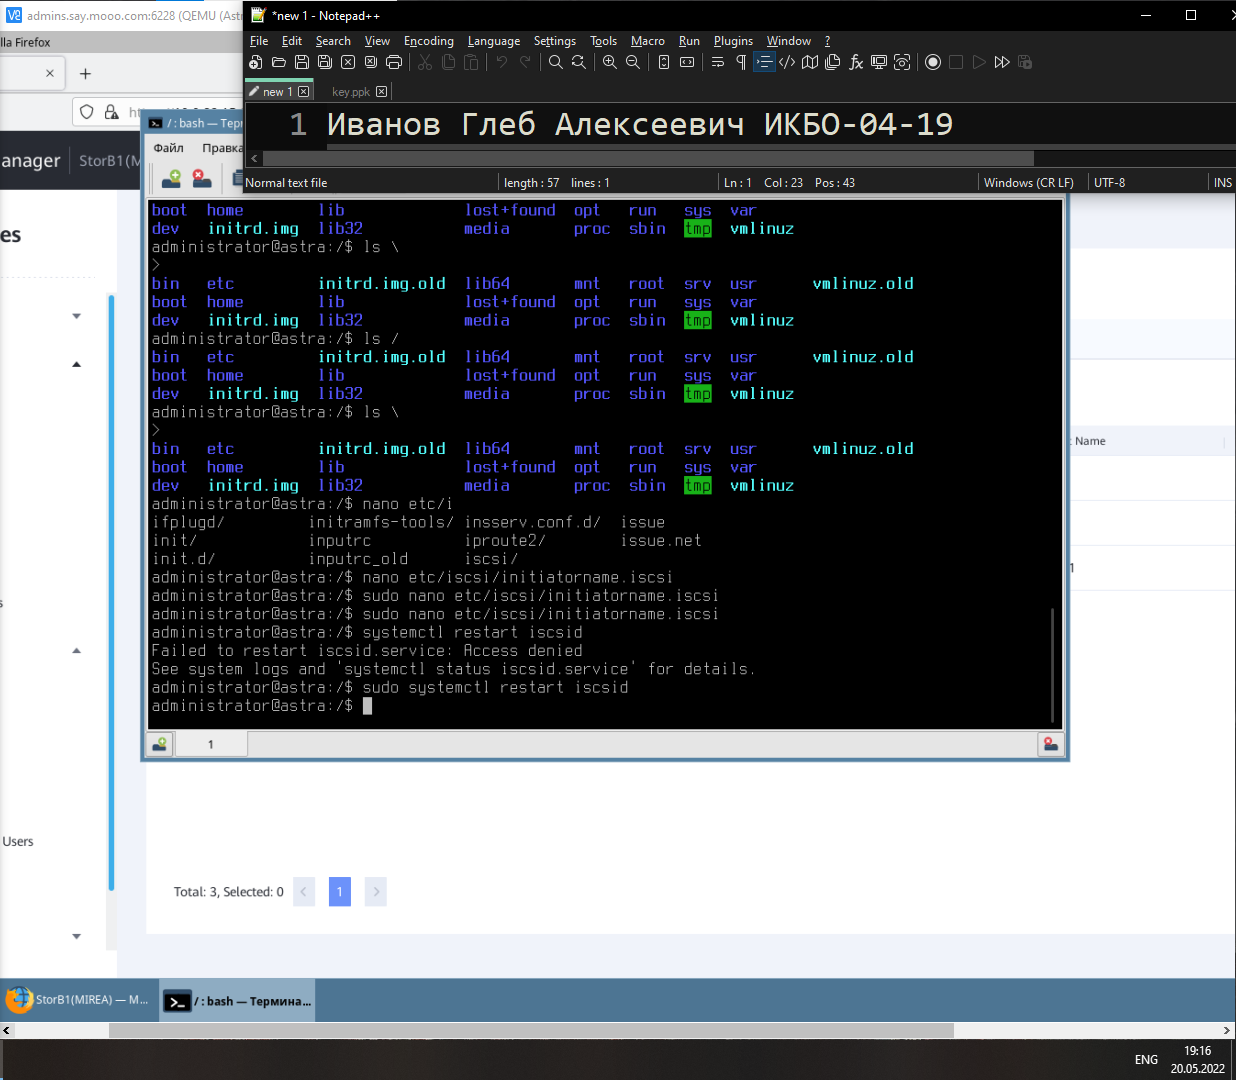 admins.say.mooo.com:6228 (QEMU (Ast
*new 1 - Notepad++
File Edit Search View Encoding Language Settings Tools Macro Run Plugins Window ?
new 1 key.ppk
1 Иванов Глеб Алексеевич ИКБО-04-19
Normal text file length : 57 lines : 1 Ln : 1 Col : 23 Pos : 43 Windows (CR LF) UTF-8 INS
lla Firefox
anager StorB1(M
es
/ : bash — Тер
Файл Правка
boot home lib lost+found opt run sys var
dev initrd.img lib32 media proc sbin tmp vmlinuz
administrator@astra:/$ ls \
>
bin etc initrd.img.old lib64 mnt root srv usr vmlinuz.old
boot home lib lost+found opt run sys var
dev initrd.img lib32 media proc sbin tmp vmlinuz
administrator@astra:/$ ls /
bin etc initrd.img.old lib64 mnt root srv usr vmlinuz.old
boot home lib lost+found opt run sys var
dev initrd.img lib32 media proc sbin tmp vmlinuz
administrator@astra:/$ ls \
>
bin etc initrd.img.old lib64 mnt root srv usr vmlinuz.old
boot home lib lost+found opt run sys var
dev initrd.img lib32 media proc sbin tmp vmlinuz
administrator@astra:/$ nano etc/i
ifplugd/ initramfs-tools/ insserv.conf.d/ issue
init/ inputrc iproute2/ issue.net
init.d/ inputrc_old iscsi/
administrator@astra:/$ nano etc/iscsi/initiatorname.iscsi
administrator@astra:/$ sudo nano etc/iscsi/initiatorname.iscsi
administrator@astra:/$ sudo nano etc/iscsi/initiatorname.iscsi
administrator@astra:/$ systemctl restart iscsid
Failed to restart iscsid.service: Access denied
See system logs and 'systemctl status iscsid.service' for details.
administrator@astra:/$ sudo systemctl restart iscsid
administrator@astra:/$
1
Name
1
s
Users
Total: 3, Selected: 0 < 1 >
StorB1(MIREA) — M...
/ : bash — Термина...
ENG
19:16
20.05.2022